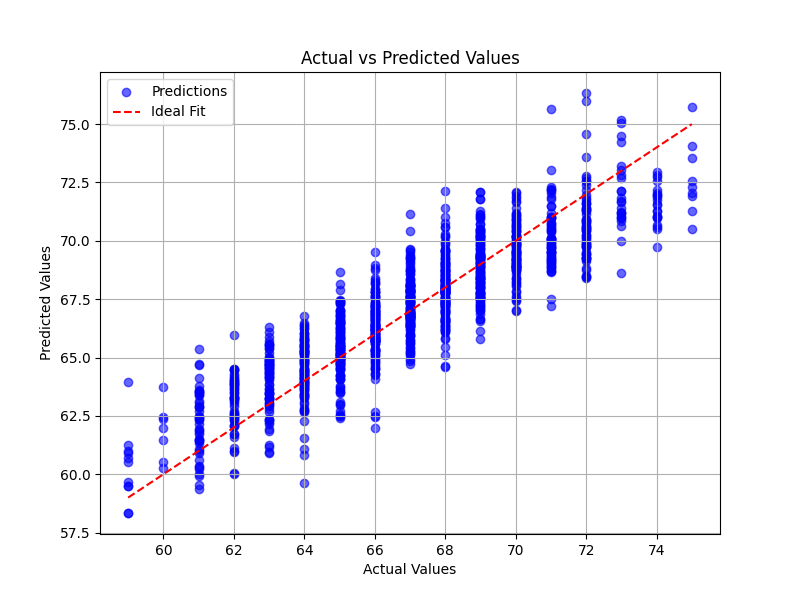 Actual vs Predicted Values
Predictions
Ideal Fit
Predicted Values
75.0
72.5
70.0
67.5
65.0
62.5
60.0
57.5
60 62 64 66 68 70 72 74
Actual Values